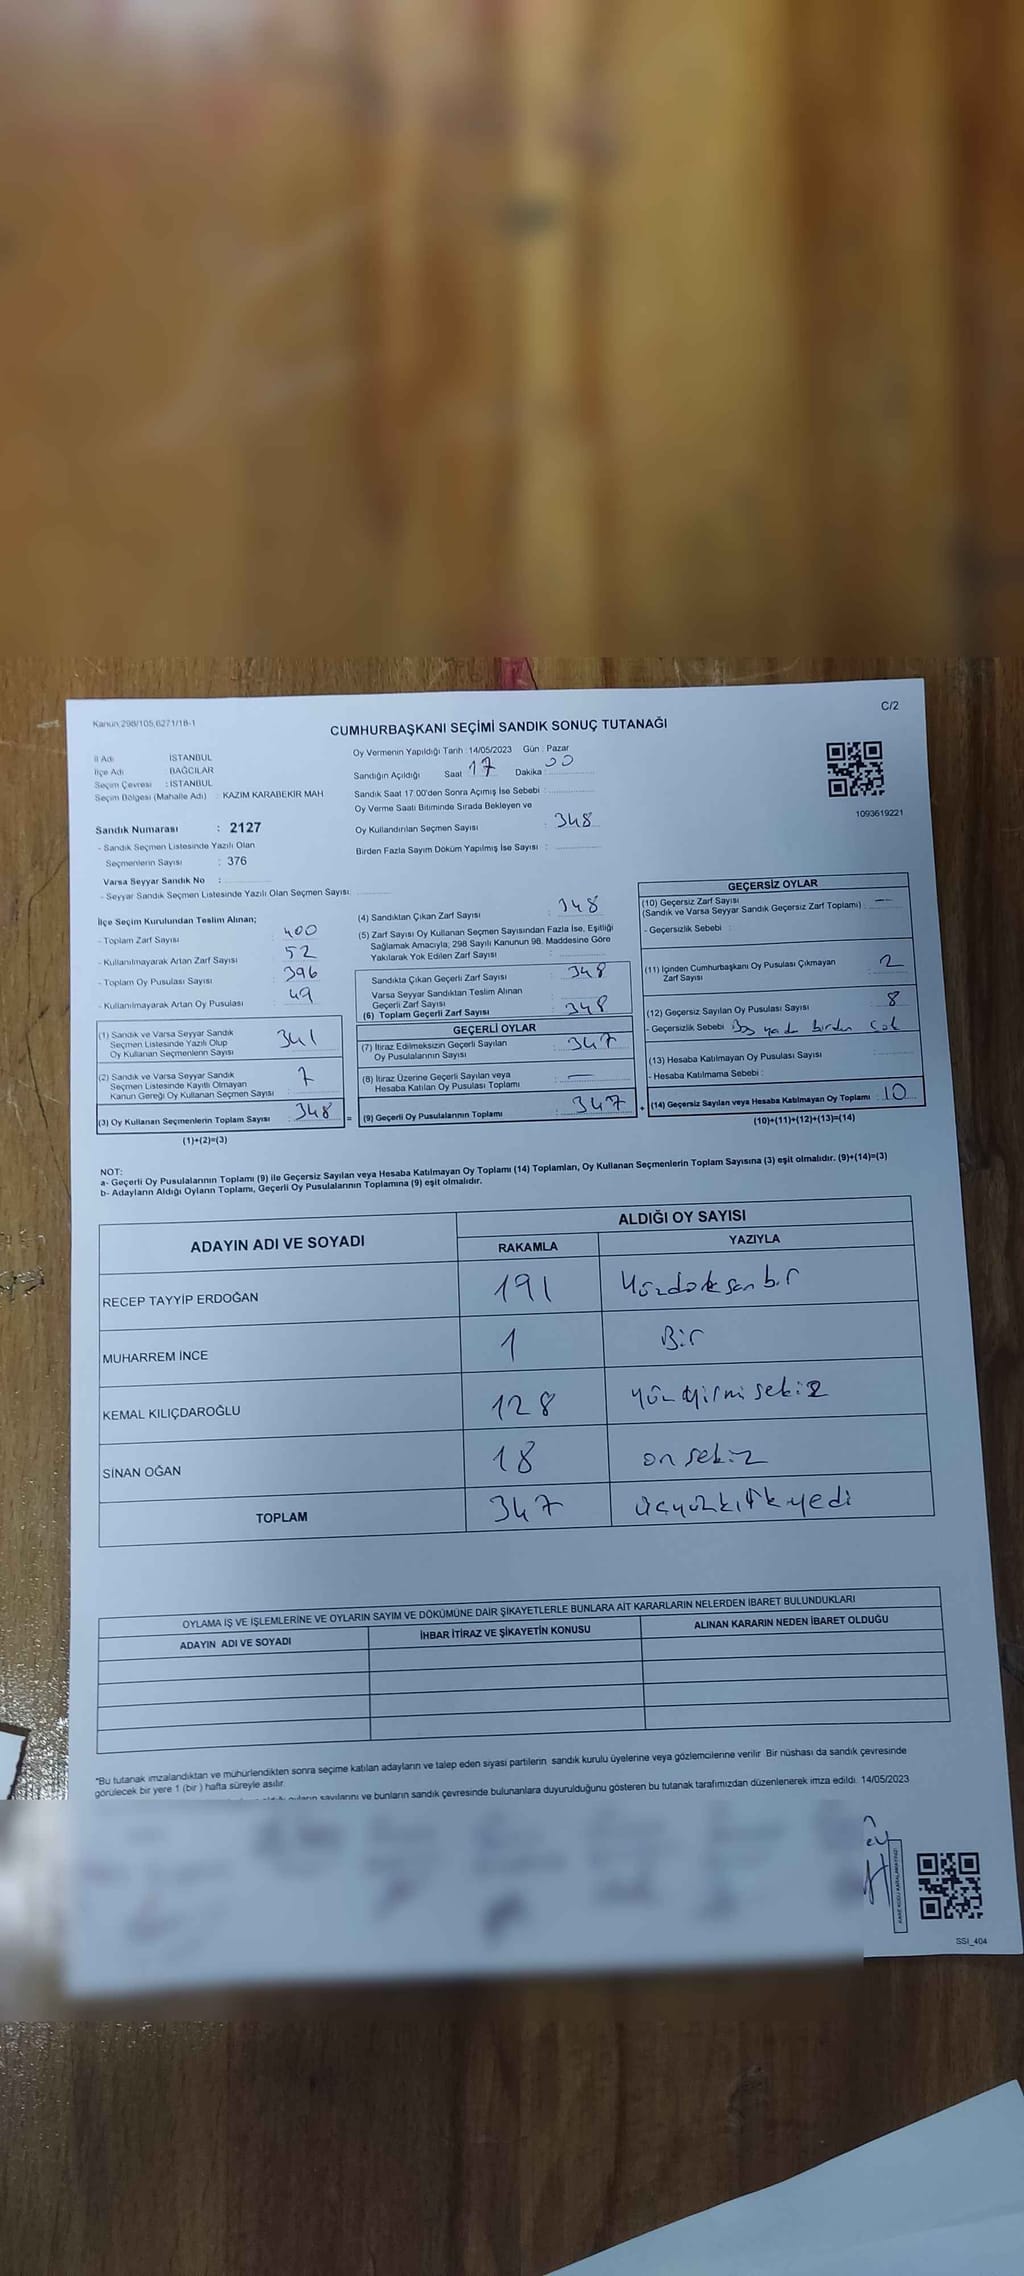 Kanun 298/105,6271/18-1
C/2
CUMHURBAŞKANI SEÇİMİ SANDIK SONUÇ TUTANAĞI
İl Adı : İSTANBUL
İlçe Adı : BAĞCILAR
Seçim Çevresi : İSTANBUL
Seçim Bölgesi (Mahalle Adı) : KAZIM KARABEKİR MAH
Sandık Numarası : 2127
- Sandık Seçmen Listesinde Yazılı Olan
Seçmenlerin Sayısı : 376
Varsa Seyyar Sandık No :
- Seyyar Sandık Seçmen Listesinde Yazılı Olan Seçmen Sayısı:
Oy Vermenin Yapıldığı Tarih : 14/05/2023 Gün : Pazar
Sandığın Açıldığı Saat 17 Dakika : 00
Sandık Saat 17:00'den Sonra Açımış İse Sebebi :
Oy Verme Saati Bitiminde Sırada Bekleyen ve
Oy Kullandırılan Seçmen Sayısı : 348
Birden Fazla Sayım Döküm Yapılmış İse Sayısı :
1093619221
İlçe Seçim Kurulundan Teslim Alınan;
- Toplam Zarf Sayısı : 400
- Kullanılmayarak Artan Zarf Sayısı : 52
- Toplam Oy Pusulası Sayısı : 396
- Kullanılmayarak Artan Oy Pusulası : 49
(1) Sandık ve Varsa Seyyar Sandık
Seçmen Listesinde Yazılı Olup
Oy Kullanan Seçmenlerin Sayısı : 341
(2) Sandık ve Varsa Seyyar Sandık
Seçmen Listesinde Kayıtlı Olmayan
Kanun Gereği Oy Kullanan Seçmen Sayısı : 7
(3) Oy Kullanan Seçmenlerin Toplam Sayısı : 348 =
(1)+(2)=(3)
(4) Sandıktan Çıkan Zarf Sayısı : 348
(5) Zarf Sayısı Oy Kullanan Seçmen Sayısından Fazla İse, Eşitliği
Sağlamak Amacıyla; 298 Sayılı Kanunun 98. Maddesine Göre
Yakılarak Yok Edilen Zarf Sayısı :
Sandıkta Çıkan Geçerli Zarf Sayısı : 348
Varsa Seyyar Sandıktan Teslim Alınan
Geçerli Zarf Sayısı :
(6) Toplam Geçerli Zarf Sayısı : 348
GEÇERLİ OYLAR
(7) İtiraz Edilmeksizin Geçerli Sayılan
Oy Pusulalarının Sayısı : 347
(8) İtiraz Üzerine Geçerli Sayılan veya
Hesaba Katılan Oy Pusulası Toplamı : —
(9) Geçerli Oy Pusulalarının Toplamı : 347 +
GEÇERSİZ OYLAR
(10) Geçersiz Zarf Sayısı
(Sandık ve Varsa Seyyar Sandık Geçersiz Zarf Toplamı) : —
- Geçersizlik Sebebi :
(11) İçinden Cumhurbaşkanı Oy Pusulası Çıkmayan
Zarf Sayısı : 2
(12) Geçersiz Sayılan Oy Pusulası Sayısı : 8
- Geçersizlik Sebebi : Boş yada birden çok
(13) Hesaba Katılmayan Oy Pusulası Sayısı :
- Hesaba Katılmama Sebebi :
(14) Geçersiz Sayılan veya Hesaba Katılmayan Oy Toplamı : 10
(10)+(11)+(12)+(13)=(14)
NOT:
a- Geçerli Oy Pusulalarının Toplamı (9) ile Geçersiz Sayılan veya Hesaba Katılmayan Oy Toplamı (14) Toplamları, Oy Kullanan Seçmenlerin Toplam Sayısına (3) eşit olmalıdır. (9)+(14)=(3)
b- Adayların Aldığı Oyların Toplamı, Geçerli Oy Pusulalarının Toplamına (9) eşit olmalıdır.
ADAYIN ADI VE SOYADI ALDIĞI OY SAYISI
RAKAMLA YAZIYLA
RECEP TAYYİP ERDOĞAN 191 Yüzdoksan bir
MUHARREM İNCE 1 Bir
KEMAL KILIÇDAROĞLU 128 yüz yirmi sekiz
SİNAN OĞAN 18 on sekiz
TOPLAM 347 üçyüzkırkyedi
OYLAMA İŞ VE İŞLEMLERİNE VE OYLARIN SAYIM VE DÖKÜMÜNE DAİR ŞİKAYETLERLE BUNLARA AİT KARARLARIN NELERDEN İBARET BULUNDUKLARI
ADAYIN ADI VE SOYADI İHBAR İTİRAZ VE ŞİKAYETİN KONUSU ALINAN KARARIN NEDEN İBARET OLDUĞU
*Bu tutanak imzalandıktan ve mühürlendikten sonra seçime katılan adayların ve talep eden siyasi partilerin sandık kurulu üyelerine veya gözlemcilerine verilir. Bir nüshası da sandık çevresinde
görülecek bir yere 1 (bir ) hafta süreyle asılır.
oyların sayılarını ve bunların sandık çevresinde bulunanlara duyurulduğunu gösteren bu tutanak tarafımızdan düzenlenerek imza edildi. 14/05/2023
SSI_404